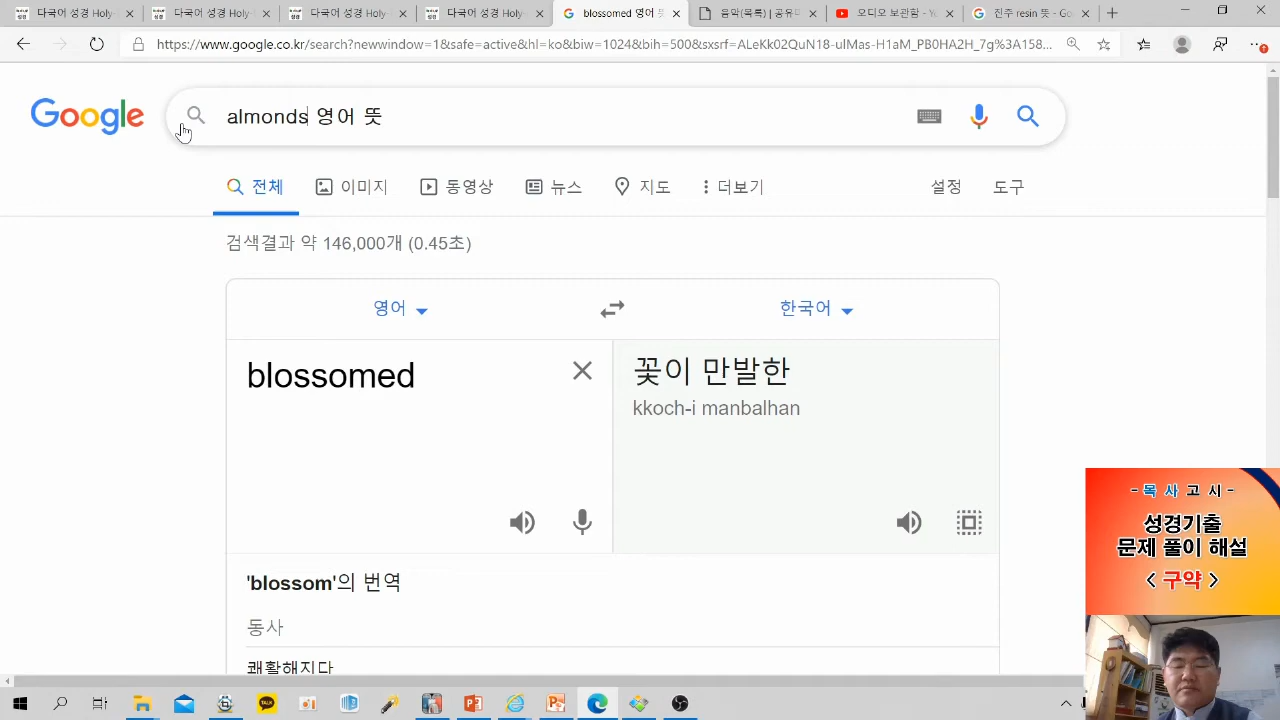 다국어 성경 Holy
다국어 성경 Holy
다국어 성경 Holy
다국어 성경 Holy
blossomed 영어 뜻
음악(목록) | 공유마
오디오 보관함 - Yo
진주 resin 뜻 - Go
https://www.google.co.kr/search?newwindow=1&safe=active&hl=ko&biw=1024&bih=500&sxsrf=ALeKk02QuN18-ulMas-H1aM_PB0HA2H_7g%3A158...
Google
almonds 영어 뜻
전체
이미지
동영상
뉴스
지도
더보기
설정
도구
검색결과 약 146,000개 (0.45초)
영어
한국어
blossomed
꽃이 만발한
kkoch-i manbalhan
'blossom'의 번역
동사
쾌활해지다
- 목 사 고 시 -
성경기출
문제 풀이 해설
< 구약 >
TALK